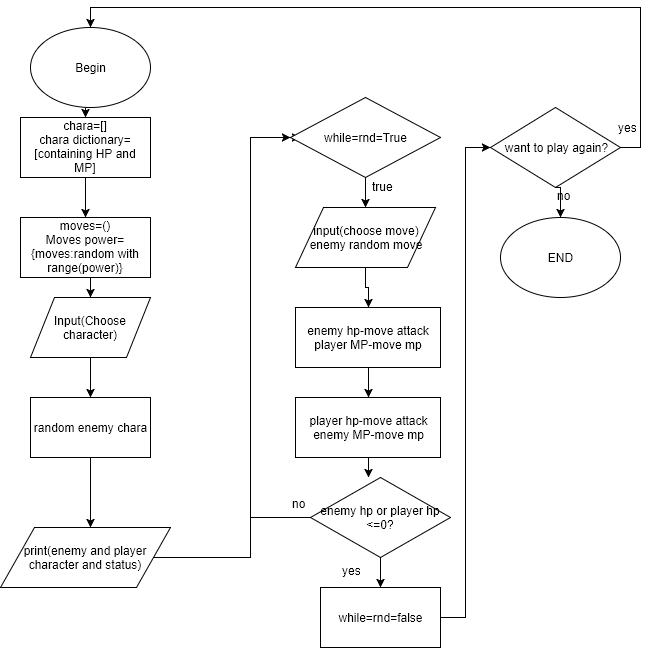 Begin
chara=[]
chara dictionary=
[containing HP and
MP]
moves=()
Moves power=
{moves:random with
range(power)}
Input(Choose
character)
random enemy chara
print(enemy and player
character and status)
while=rnd=True
true
input(choose move)
enemy random move
enemy hp-move attack
player MP-move mp
player hp-move attack
enemy MP-move mp
enemy hp or player hp
<=0?
no
yes
while=rnd=false
want to play again?
yes
no
END